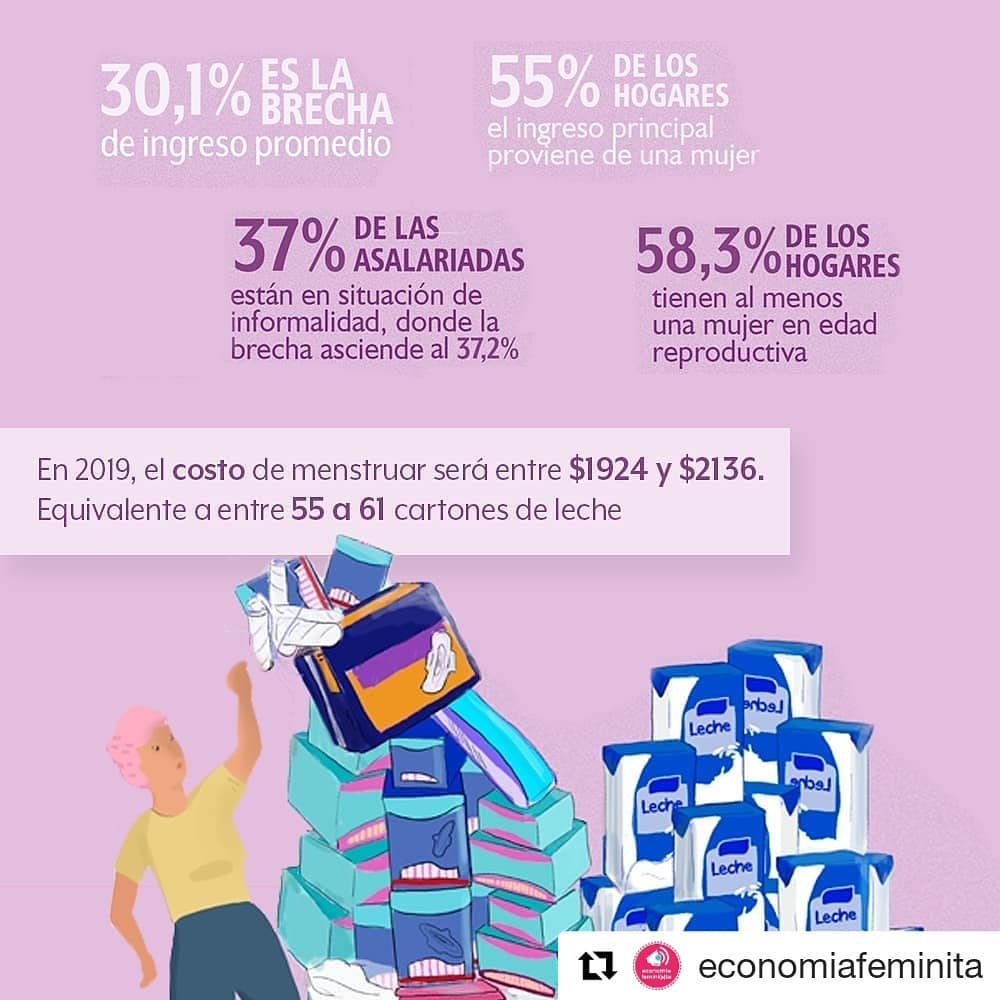 30,1% ES LA
BRECHA
de ingreso promedio
55% DE LOS
HOGARES
el ingreso principal
proviene de una mujer
37% DE LAS
ASALARIADAS
están en situación de
informalidad, donde la
brecha asciende al 37,2%
58,3% DE LOS
HOGARES
tienen al menos
una mujer en edad
reproductiva
En 2019, el costo de menstruar será entre $1924 y $2136.
Equivalente a entre 55 a 61 cartones de leche
Leche
Leche
Leche
Leche
Leche
Leche
economiafeminita